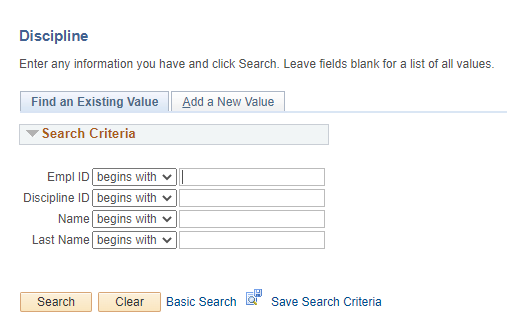 Discipline
Enter any information you have and click Search. Leave fields blank for a list of all values.
Find an Existing Value Add a New Value
Search Criteria
Empl ID begins with
Discipline ID begins with
Name begins with
Last Name begins with
Search Clear Basic Search Save Search Criteria